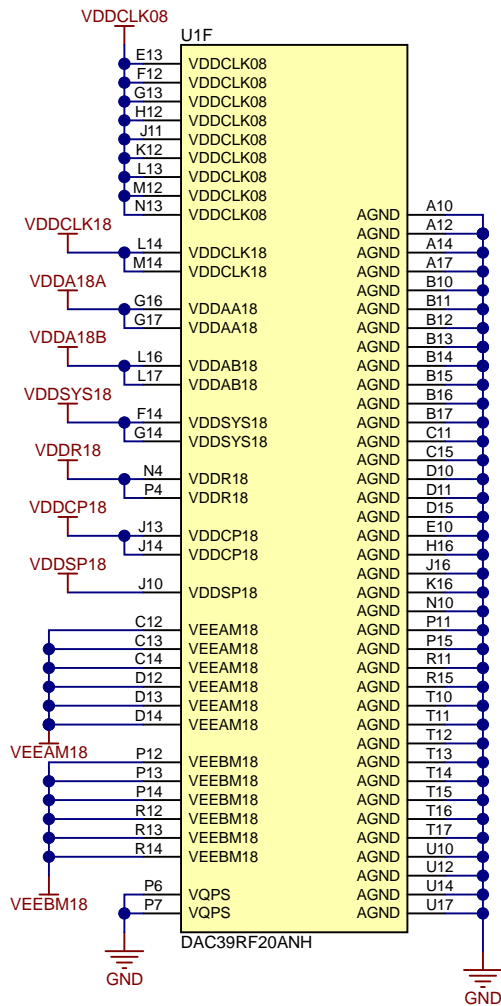 VDDCLK08
U1F
E13 VDDCLK08
F12 VDDCLK08
G13 VDDCLK08
H12 VDDCLK08
J11 VDDCLK08
K12 VDDCLK08
L13 VDDCLK08
M12 VDDCLK08
N13 VDDCLK08
VDDCLK18
L14 VDDCLK18
M14 VDDCLK18
VDDA18A
G16 VDDAA18
G17 VDDAA18
VDDA18B
L16 VDDAB18
L17 VDDAB18
VDDSYS18
F14 VDDSYS18
G14 VDDSYS18
VDDR18
N4 VDDR18
P4 VDDR18
VDDCP18
J13 VDDCP18
J14 VDDCP18
VDDSP18
J10 VDDSP18
C12 VEEAM18
C13 VEEAM18
C14 VEEAM18
D12 VEEAM18
D13 VEEAM18
D14 VEEAM18
VEEAM18
P12 VEEBM18
P13 VEEBM18
P14 VEEBM18
R12 VEEBM18
R13 VEEBM18
R14 VEEBM18
VEEBM18
P6 VQPS
P7 VQPS
GND
AGND A10
AGND A12
AGND A14
AGND A17
AGND B10
AGND B11
AGND B12
AGND B13
AGND B14
AGND B15
AGND B16
AGND B17
AGND C11
AGND C15
AGND D10
AGND D11
AGND D15
AGND E10
AGND H16
AGND J16
AGND K16
AGND N10
AGND P11
AGND P15
AGND R11
AGND R15
AGND T10
AGND T11
AGND T12
AGND T13
AGND T14
AGND T15
AGND T16
AGND T17
AGND U10
AGND U12
AGND U14
AGND U17
DAC39RF20ANH
GND